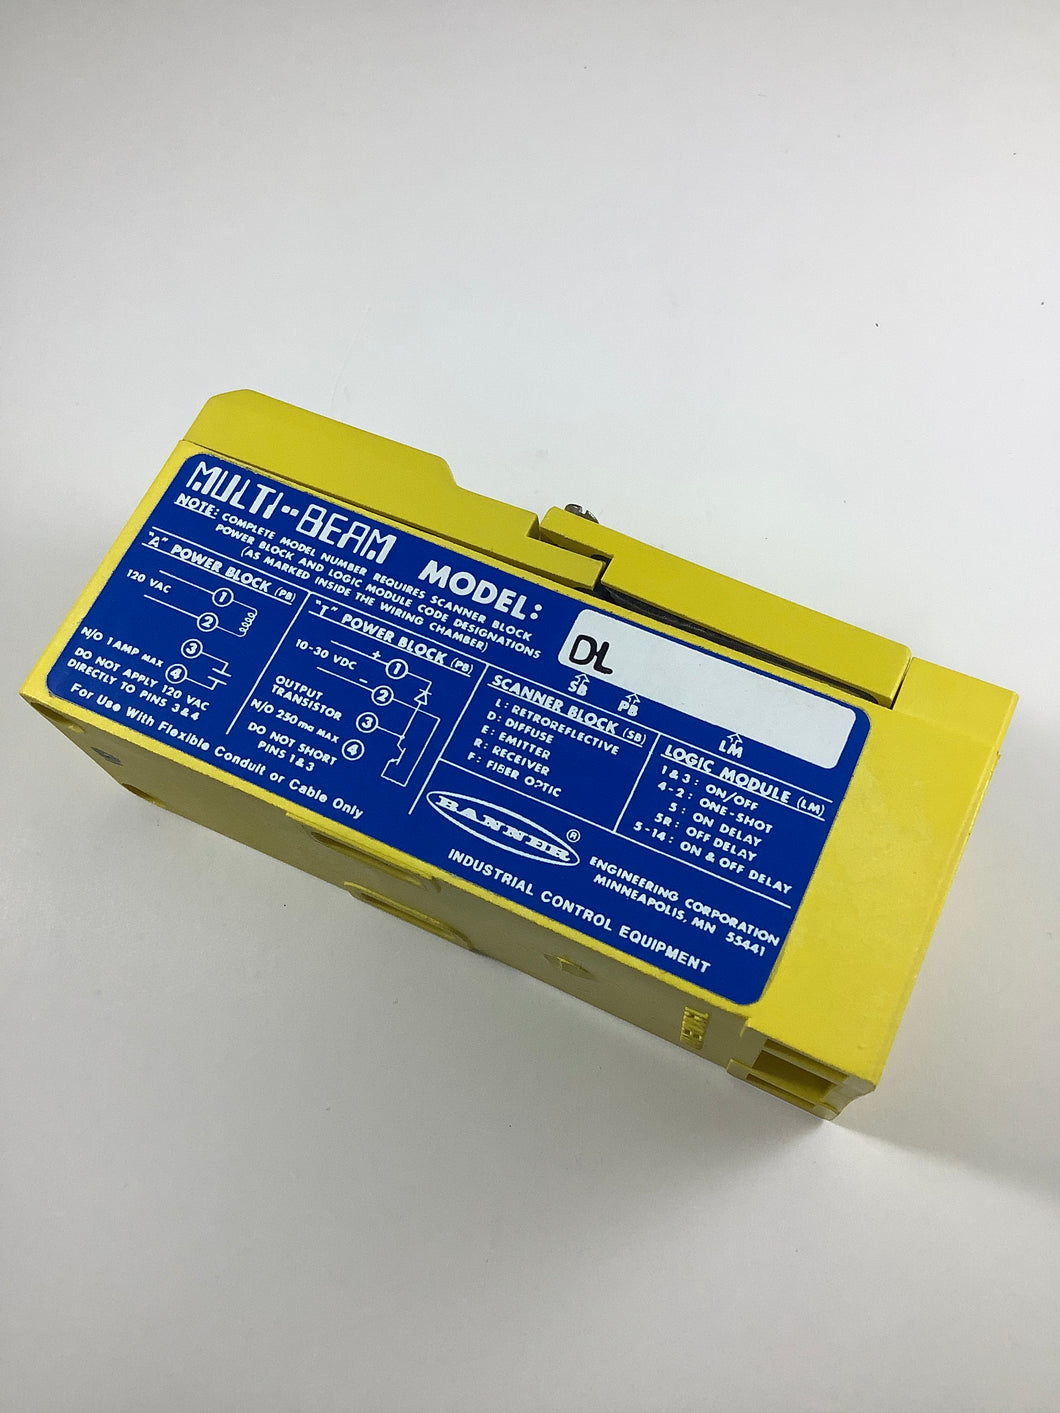 MULTI-BEAM
NOTE: COMPLETE MODEL NUMBER REQUIRES SCANNER BLOCK
POWER BLOCK AND LOGIC MODULE CODE DESIGNATIONS
(AS MARKED INSIDE THE WIRING CHAMBER)
MODEL:
DL
SB
PB
LM
"A" POWER BLOCK (PB)
120 VAC
1
2
3
4
N/O 1 AMP MAX
DO NOT APPLY 120 VAC
DIRECTLY TO PINS 3 & 4
For Use With Flexible Conduit or Cable Only
"T" POWER BLOCK (PB)
10-30 VDC
+
1
–
2
OUTPUT
TRANSISTOR
3
N/O 250 ma MAX
4
DO NOT SHORT
PINS 1 & 3
SCANNER BLOCK (SB)
L: RETROREFLECTIVE
D: DIFFUSE
E: EMITTER
R: RECEIVER
F: FIBER OPTIC
LOGIC MODULE (LM)
1 & 3: ON/OFF
4-2: ONE-SHOT
5: ON DELAY
5R: OFF DELAY
5-14: ON & OFF DELAY
BANNER ®
ENGINEERING CORPORATION
MINNEAPOLIS, MN 55441
INDUSTRIAL CONTROL EQUIPMENT